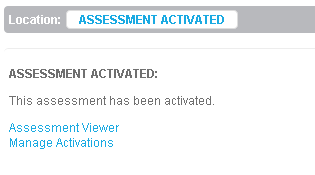 Location: ASSESSMENT ACTIVATED
ASSESSMENT ACTIVATED:
This assessment has been activated.
Assessment Viewer
Manage Activations